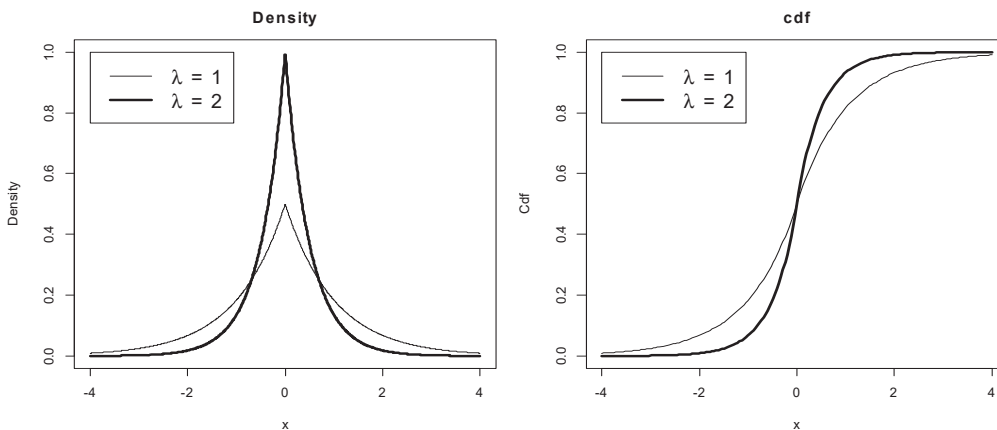 Density
λ = 1
λ = 2
Density
1.0
0.8
0.6
0.4
0.2
0.0
-4
-2
0
2
4
x
cdf
λ = 1
λ = 2
Cdf
1.0
0.8
0.6
0.4
0.2
0.0
-4
-2
0
2
4
x